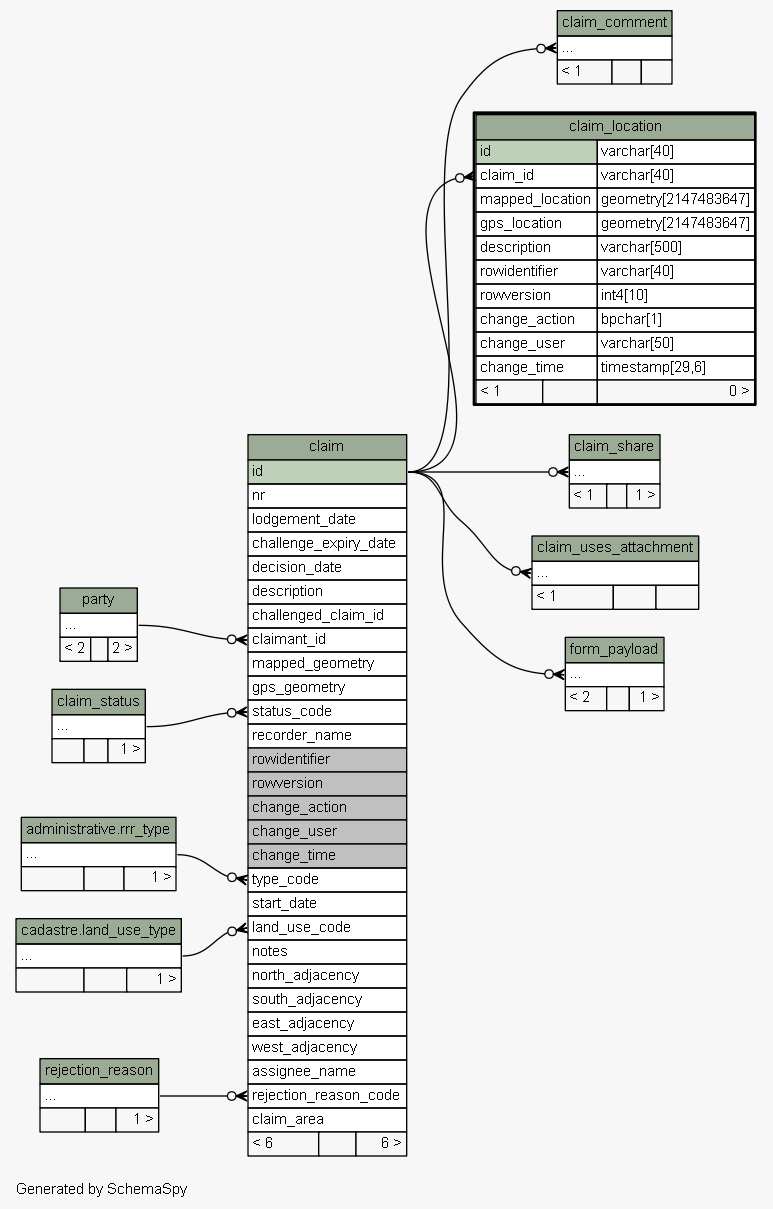 claim_comment
...
< 1
claim_location
id varchar[40]
claim_id varchar[40]
mapped_location geometry[2147483647]
gps_location geometry[2147483647]
description varchar[500]
rowidentifier varchar[40]
rowversion int4[10]
change_action bpchar[1]
change_user varchar[50]
change_time timestamp[29,6]
< 1 0 >
claim
id
nr
lodgement_date
challenge_expiry_date
decision_date
description
challenged_claim_id
claimant_id
mapped_geometry
gps_geometry
status_code
recorder_name
rowidentifier
rowversion
change_action
change_user
change_time
type_code
start_date
land_use_code
notes
north_adjacency
south_adjacency
east_adjacency
west_adjacency
assignee_name
rejection_reason_code
claim_area
< 6 6 >
claim_share
...
< 1 1 >
claim_uses_attachment
...
< 1
form_payload
...
< 2 1 >
party
...
< 2 2 >
claim_status
...
1 >
administrative.rrr_type
...
1 >
cadastre.land_use_type
...
1 >
rejection_reason
...
1 >
Generated by SchemaSpy